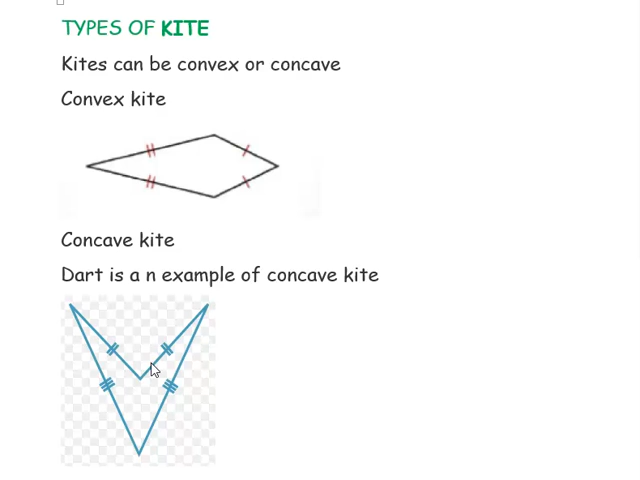 TYPES OF KITE
Kites can be convex or concave
Convex kite
Concave kite
Dart is a n example of concave kite